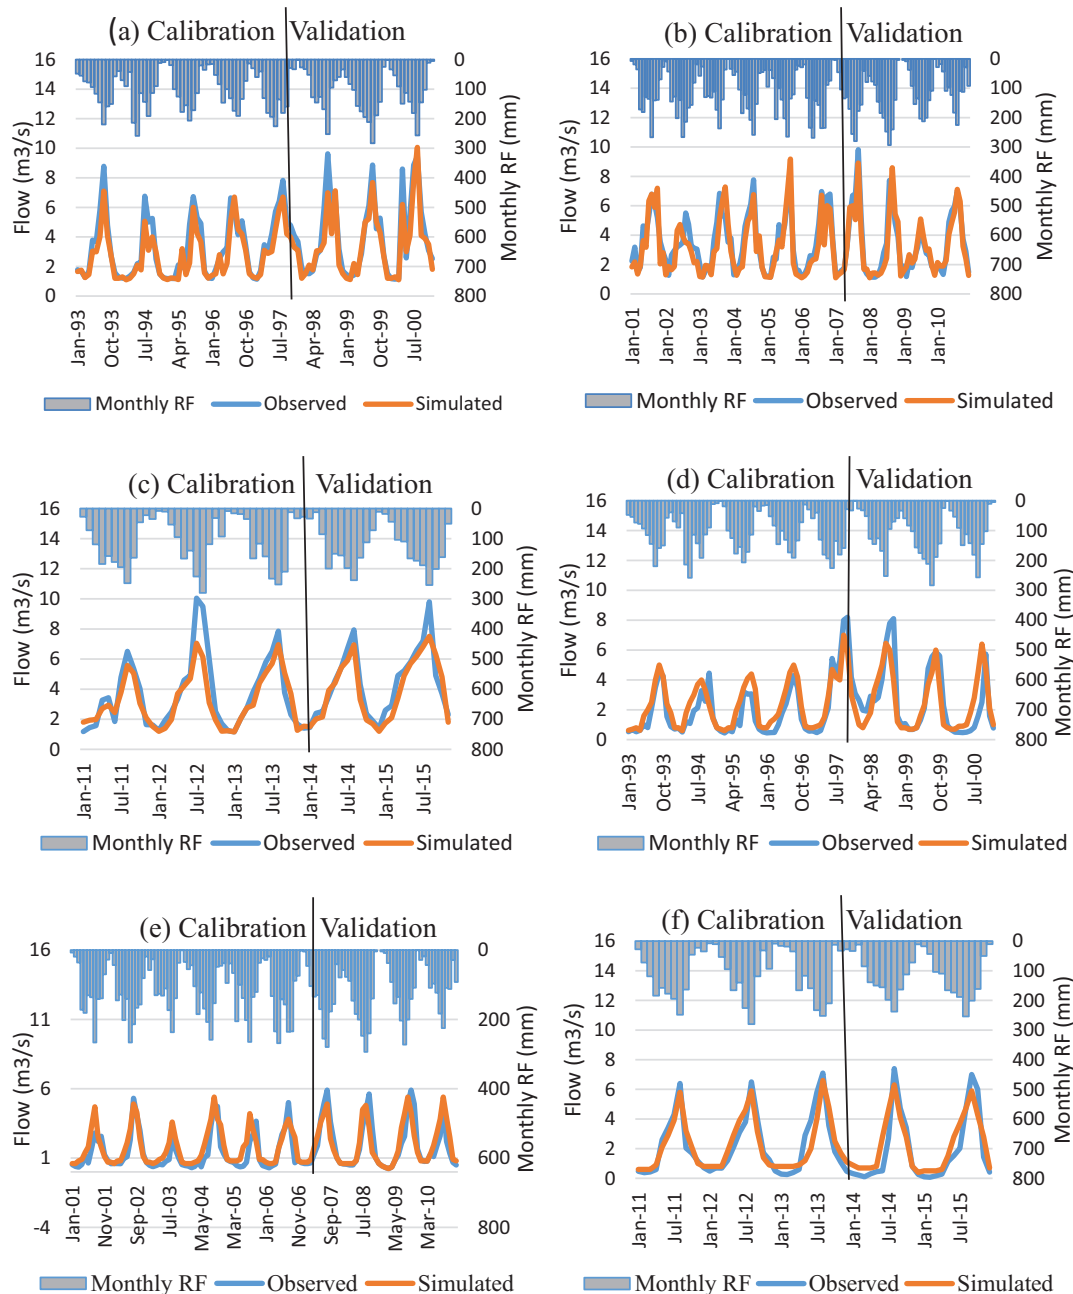 (a) Calibration Validation
16 14 12 10 8 6 4 2 0
Flow (m3/s)
0 100 200 300 400 500 600 700 800
Monthly RF (mm)
Jan-93 Oct-93 Jul-94 Apr-95 Jan-96 Oct-96 Jul-97 Apr-98 Jan-99 Oct-99 Jul-00
Monthly RF Observed Simulated
(b) Calibration Validation
16 14 12 10 8 6 4 2 0
Flow (m3/s)
0 100 200 300 400 500 600 700 800
Monthly RF (mm)
Jan-01 Jan-02 Jan-03 Jan-04 Jan-05 Jan-06 Jan-07 Jan-08 Jan-09 Jan-10
Monthly RF Observed Simulated
(c) Calibration Validation
16 14 12 10 8 6 4 2 0
Flow (m3/s)
0 100 200 300 400 500 600 700 800
Monthly RF (mm)
Jan-11 Jul-11 Jan-12 Jul-12 Jan-13 Jul-13 Jan-14 Jul-14 Jan-15 Jul-15
Monthly RF Observed Simulated
(d) Calibration Validation
16 14 12 10 8 6 4 2 0
Flow (m3/s)
0 100 200 300 400 500 600 700 800
Monthly RF (mm)
Jan-93 Oct-93 Jul-94 Apr-95 Jan-96 Oct-96 Jul-97 Apr-98 Jan-99 Oct-99 Jul-00
Monthly RF Observed Simulated
(e) Calibration Validation
16 11 6 1 -4
Flow (m3/s)
0 200 400 600 800
Monthly RF (mm)
Jan-01 Nov-01 Sep-02 Jul-03 May-04 Mar-05 Jan-06 Nov-06 Sep-07 Jul-08 May-09 Mar-10
Monthly RF Observed Simulated
(f) Calibration Validation
16 14 12 10 8 6 4 2 0
Flow (m3/s)
0 100 200 300 400 500 600 700 800
Monthly RF (mm)
Jan-11 Jul-11 Jan-12 Jul-12 Jan-13 Jul-13 Jan-14 Jul-14 Jan-15 Jul-15
Monthly RF Observed Simulated